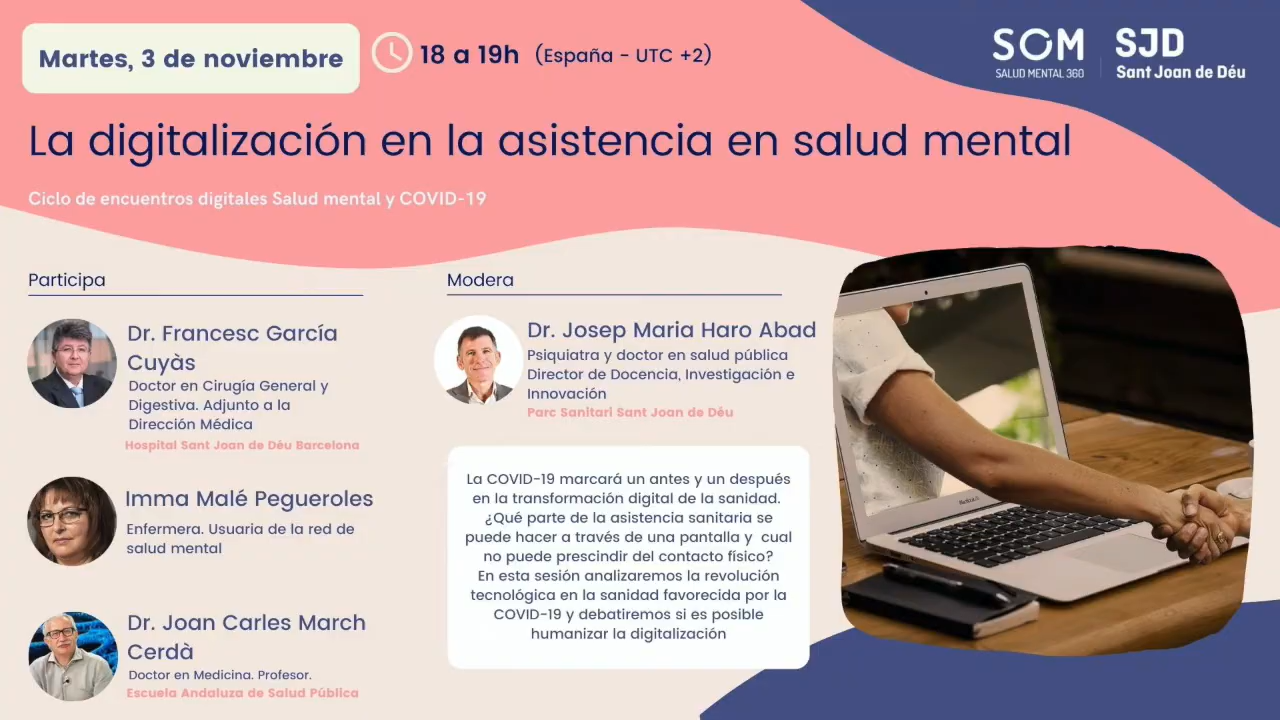 Martes, 3 de noviembre
18 a 19h (España - UTC +2)
SOM
SALUD MENTAL 360
SJD
Sant Joan de Déu
La digitalización en la asistencia en salud mental
Ciclo de encuentros digitales Salud mental y COVID-19
Participa
Dr. Francesc García
Cuyàs
Doctor en Cirugía General y
Digestiva. Adjunto a la
Dirección Médica
Hospital Sant Joan de Déu Barcelona
Imma Malé Pegueroles
Enfermera. Usuaria de la red de
salud mental
Dr. Joan Carles March
Cerdà
Doctor en Medicina. Profesor.
Escuela Andaluza de Salud Pública
Modera
Dr. Josep Maria Haro Abad
Psiquiatra y doctor en salud pública
Director de Docencia, Investigación e
Innovación
Parc Sanitari Sant Joan de Déu
La COVID-19 marcará un antes y un después
en la transformación digital de la sanidad.
¿Qué parte de la asistencia sanitaria se
puede hacer a través de una pantalla y cual
no puede prescindir del contacto físico?
En esta sesión analizaremos la revolución
tecnológica en la sanidad favorecida por la
COVID-19 y debatiremos si es posible
humanizar la digitalización